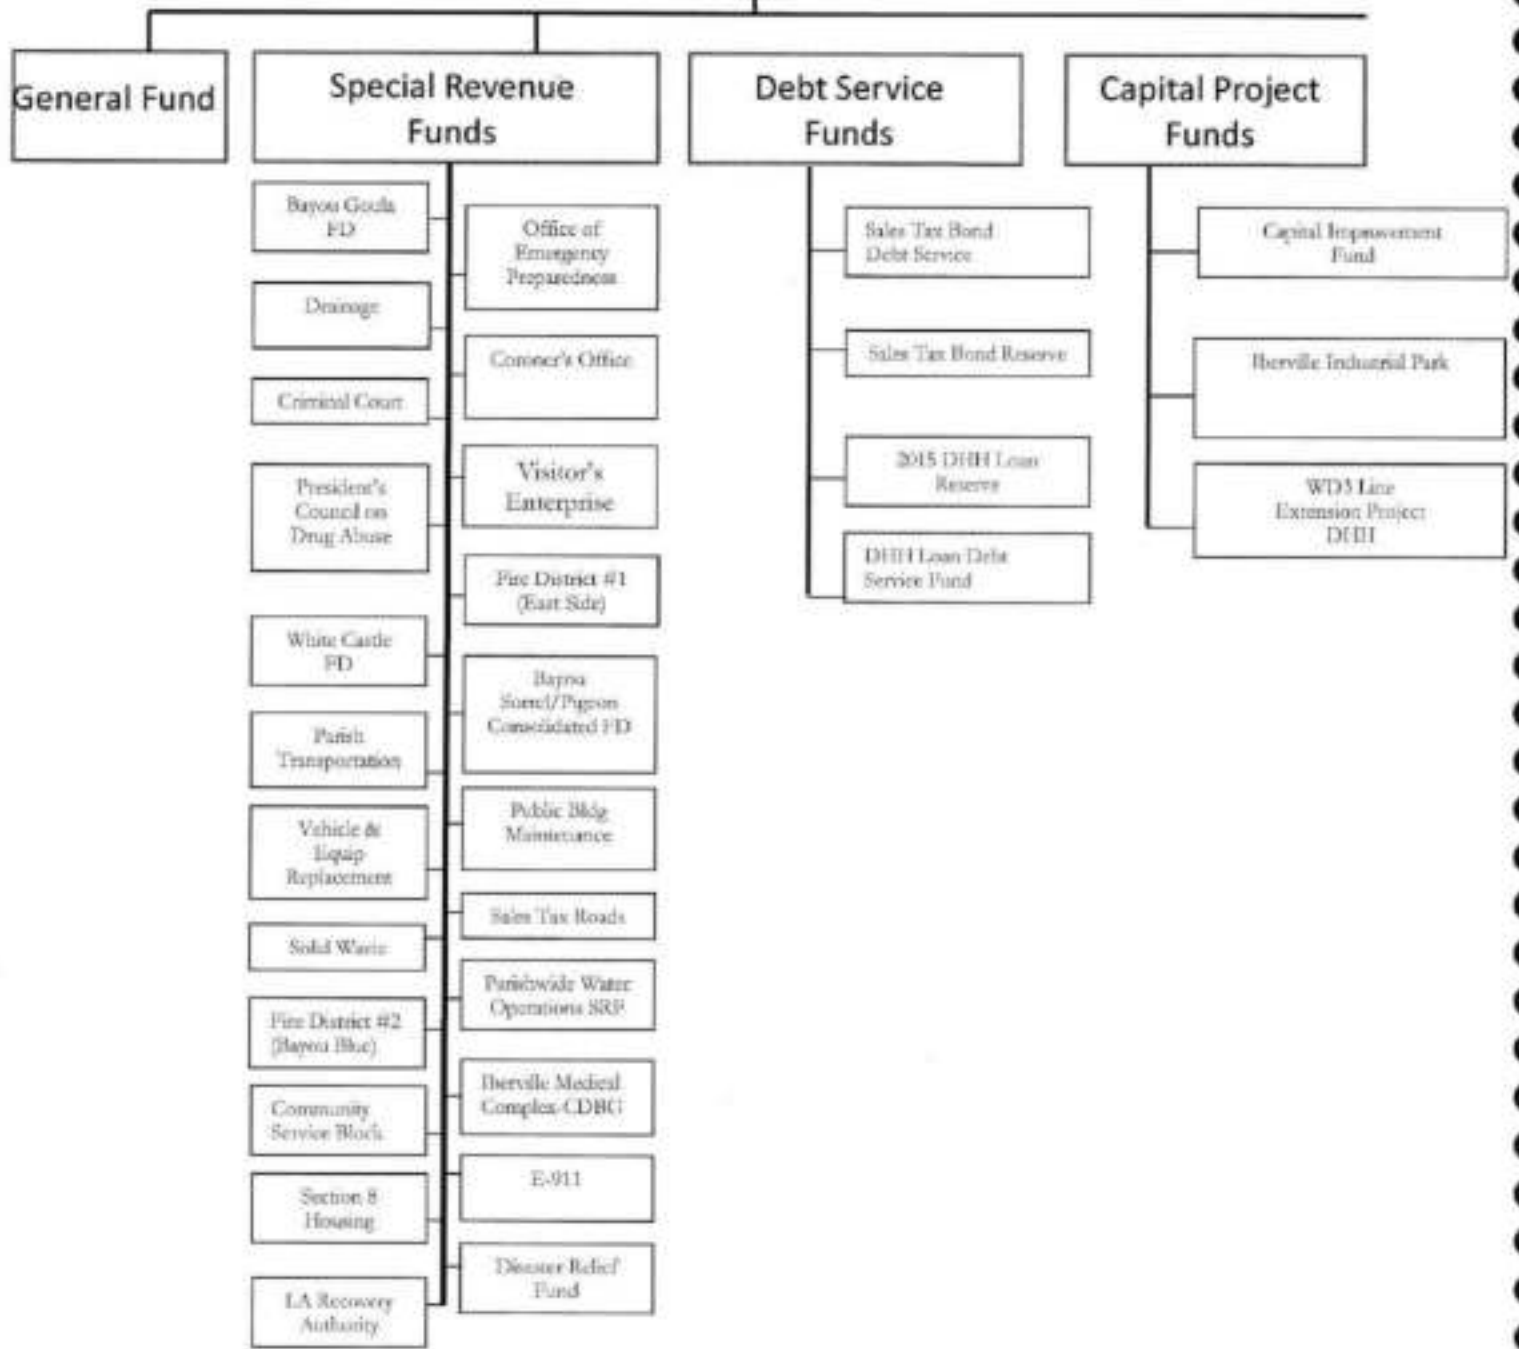 General Fund
Special Revenue
Funds
Debt Service
Funds
Capital Project
Funds
Bayou Goula
FD
Drainage
Criminal Court
President's
Council on
Drug Abuse
White Castle
FD
Parish
Transportation
Vehicle &
Equip
Replacement
Solid Waste
Fire District #2
(Bayou Blue)
Community
Service Block
Section 8
Housing
LA Recovery
Authority
Office of
Emergency
Preparedness
Coroner's Office
Visitor's
Enterprise
Fire District #1
(East Side)
Bayou
Sorrel/Pigeon
Consolidated FD
Public Bldg
Maintenance
Sales Tax Roads
Parishwide Water
Operations SRF
Iberville Medical
Complex-CDBG
E-911
Disaster Relief
Fund
Sales Tax Bond
Debt Service
Sales Tax Bond Reserve
2015 DHH Loan
Reserve
DHH Loan Debt
Service Fund
Capital Improvement
Fund
Iberville Industrial Park
WD3 Line
Extension Project
DHH